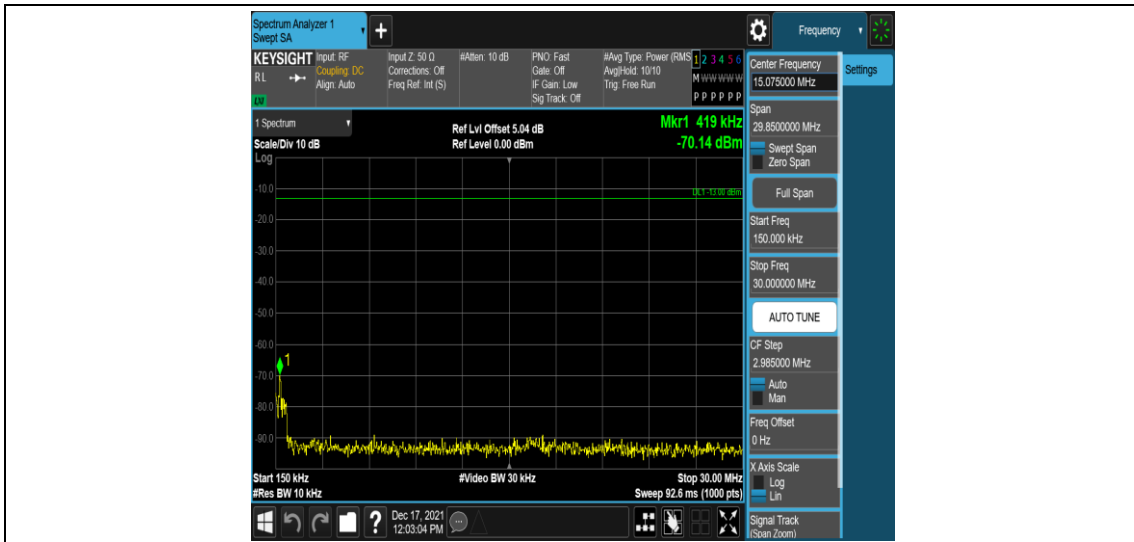 Spectrum Analyzer 1
Swept SA
+
Frequency
KEYSIGHT
RL
LXI
Input: RF
Coupling: DC
Align: Auto
Input Z: 50 Ω
Corrections: Off
Freq Ref: Int (S)
#Atten: 10 dB
PNO: Fast
Gate: Off
IF Gain: Low
Sig Track: Off
#Avg Type: Power (RMS
Avg|Hold: 10/10
Trig: Free Run
1 2 3 4 5 6
M W W W W W
P P P P P P
1 Spectrum
Scale/Div 10 dB
Log
Ref Lvl Offset 5.04 dB
Ref Level 0.00 dBm
Mkr1 419 kHz
-70.14 dBm
DL1 -13.00 dBm
-10.0
-20.0
-30.0
-40.0
-50.0
-60.0
1
-70.0
-80.0
-90.0
Start 150 kHz
#Video BW 30 kHz
Stop 30.00 MHz
#Res BW 10 kHz
Sweep 92.6 ms (1000 pts)
?
Dec 17, 2021
12:03:04 PM
Center Frequency
15.075000 MHz
Settings
Span
29.8500000 MHz
Swept Span
Zero Span
Full Span
Start Freq
150.000 kHz
Stop Freq
30.000000 MHz
AUTO TUNE
CF Step
2.985000 MHz
Auto
Man
Freq Offset
0 Hz
X Axis Scale
Log
Lin
Signal Track
(Span Zoom)